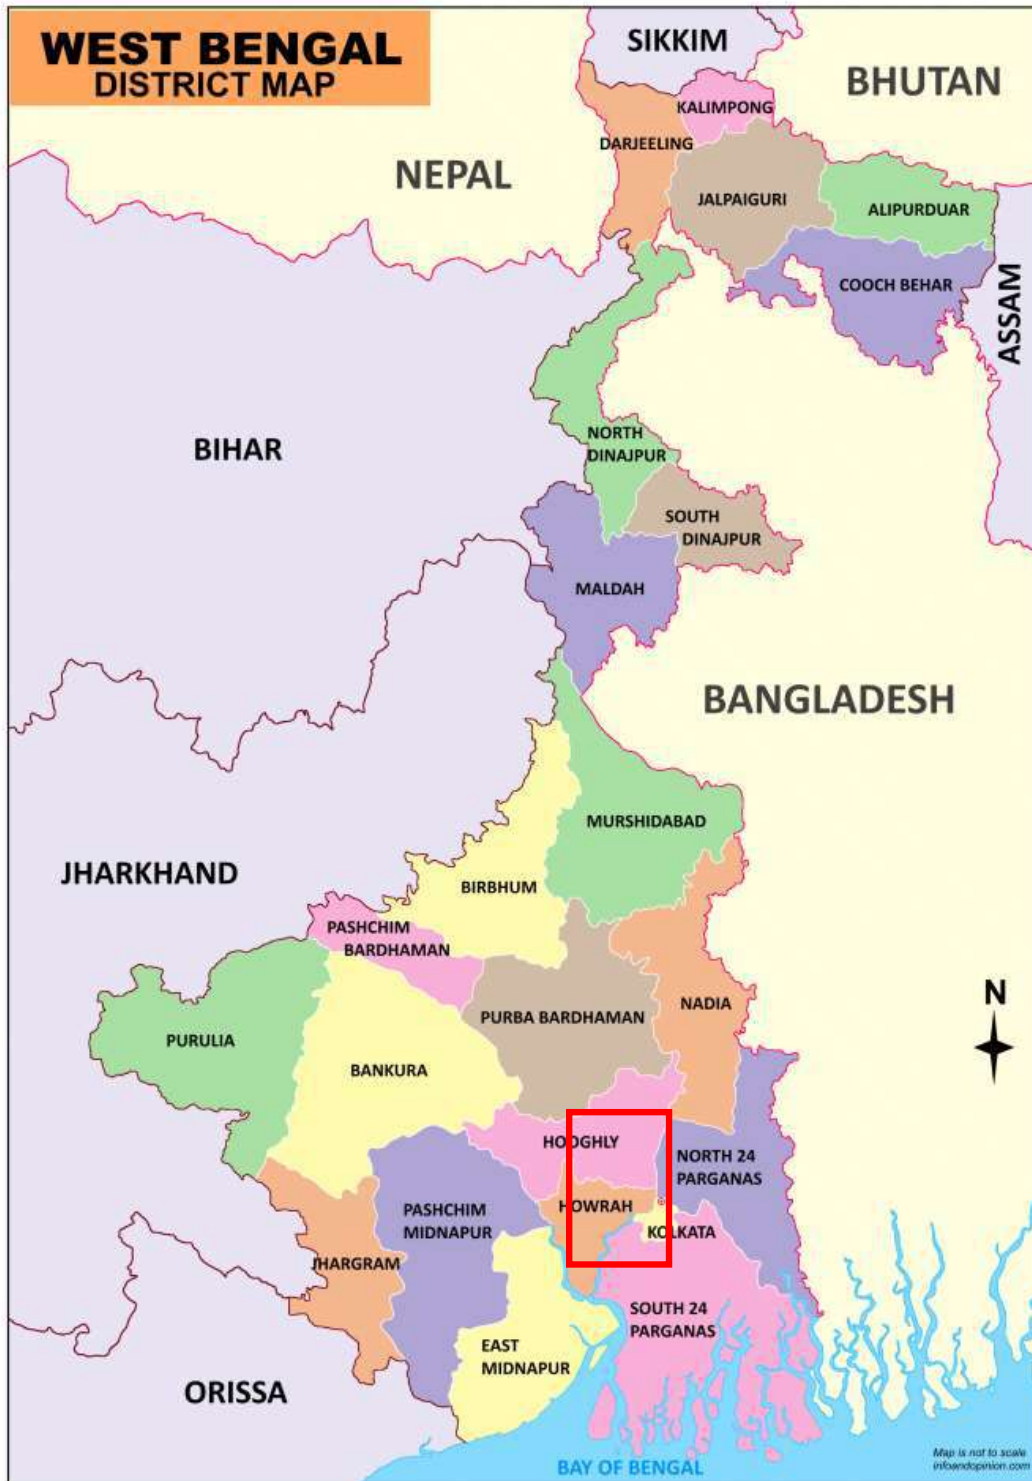 WEST BENGAL
DISTRICT MAP
SIKKIM
BHUTAN
KALIMPONG
DARJEELING
NEPAL
JALPAIGURI
ALIPURDUAR
COOCH BEHAR
ASSAM
BIHAR
NORTH
DINAJPUR
SOUTH
DINAJPUR
MALDAH
BANGLADESH
MURSHIDABAD
JHARKHAND
BIRBHUM
PASHCHIM
BARDHAMAN
N
NADIA
PURBA BARDHAMAN
PURULIA
BANKURA
HOOGHLY
NORTH 24
PARGANAS
HOWRAH
PASHCHIM
MIDNAPUR
KOLKATA
JHARGRAM
SOUTH 24
PARGANAS
EAST
MIDNAPUR
ORISSA
BAY OF BENGAL
Map is not to scale
infoandopinion.com